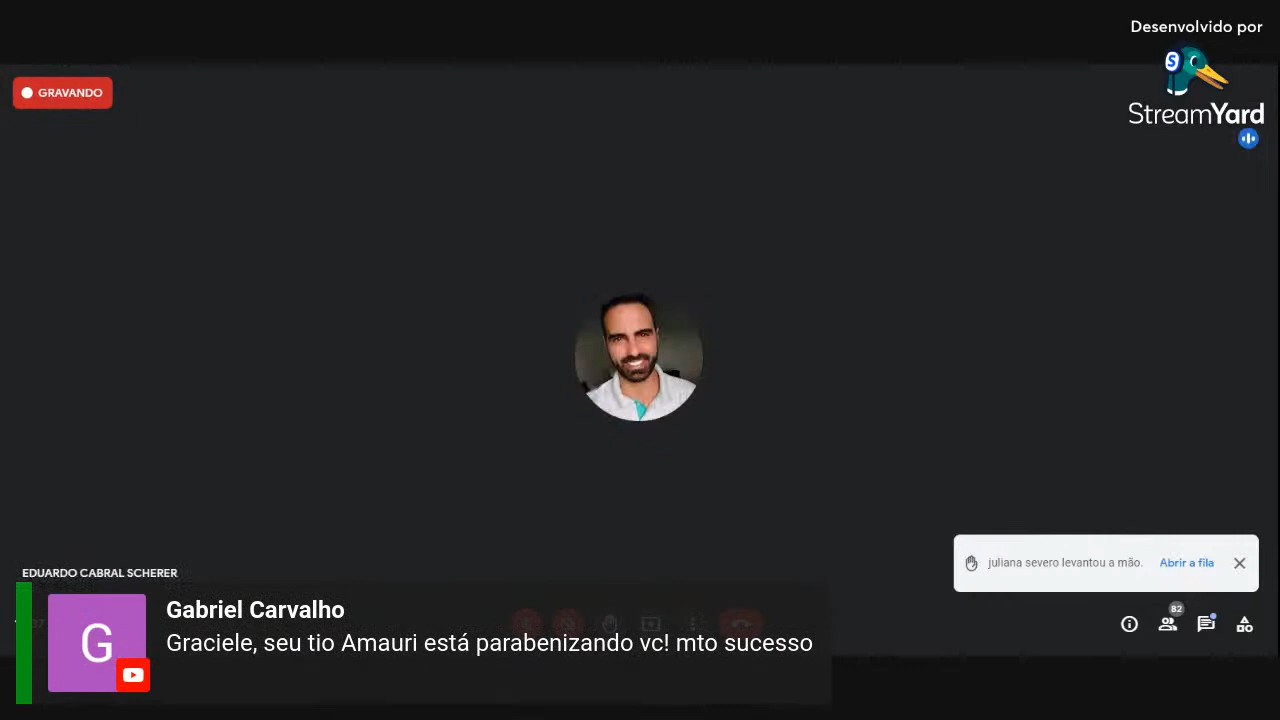 Desenvolvido por
GRAVANDO
StreamYard
juliana severo levantou a mão. Abrir a fila
EDUARDO CABRAL SCHERER
82
G
Gabriel Carvalho
Graciele, seu tio Amauri está parabenizando vc! mto sucesso